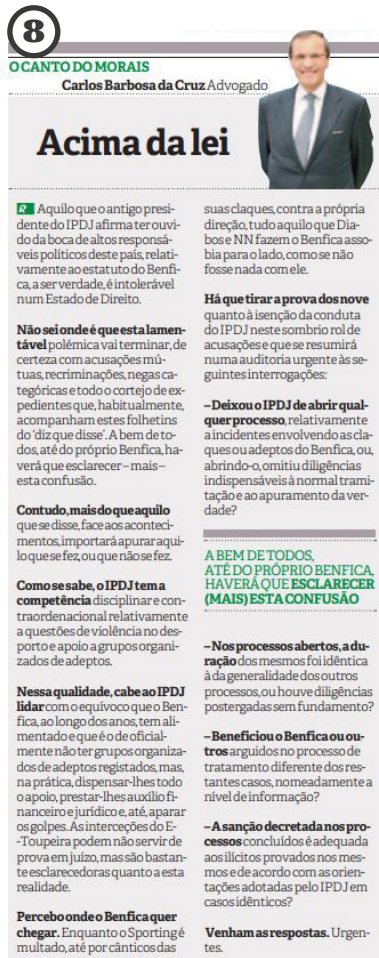 8
O CANTO DO MORAIS
Carlos Barbosa da Cruz Advogado
Acima da lei
R Aquilo que o antigo presi-
dente do IPDJ afirma ter ouvi-
do da boca de altos responsá-
veis políticos deste país, relati-
vamente ao estatuto do Benfi-
ca, a ser verdade, é intolerável
num Estado de Direito.
Não sei onde é que esta lamen-
tável polémica vai terminar, de
certeza com acusações mú-
tuas, recriminações, negas ca-
tegóricas e todo o cortejo de ex-
pedientes que, habitualmente,
acompanham estes folhetins
do 'diz que disse'. A bem de to-
dos, até do próprio Benfica, ha-
verá que esclarecer – mais –
esta confusão.
Contudo, mais do que aquilo
que se disse, face aos aconteci-
mentos, importará apurar aqui-
lo que se fez, ou que não se fez.
Como se sabe, o IPDJ tem a
competência disciplinar e con-
traordenacional relativamente
a questões de violência no des-
porto e apoio a grupos organi-
zados de adeptos.
Nessa qualidade, cabe ao IPDJ
lidar com o equívoco que o Ben-
fica, ao longo dos anos, tem ali-
mentado e que é o de oficial-
mente não ter grupos organiza-
dos de adeptos registados, mas,
na prática, dispensar-lhes todo
o apoio, prestar-lhes auxílio fi-
nanceiro e jurídico e, até, aparar
os golpes. As interceções do E-
-Toupeira podem não servir de
prova em juízo, mas são bastan-
te esclarecedoras quanto a esta
realidade.
Percebo onde o Benfica quer
chegar. Enquanto o Sporting é
multado, até por cânticos das
suas claques, contra a própria
direção, tudo aquilo que Dia-
bos e NN fazem o Benfica asso-
bia para o lado, como se não
fosse nada com ele.
Há que tirar a prova dos nove
quanto à isenção da conduta
do IPDJ neste sombrio rol de
acusações e que se resumirá
numa auditoria urgente às se-
guintes interrogações:
– Deixou o IPDJ de abrir qual-
quer processo, relativamente
a incidentes envolvendo as cla-
ques ou adeptos do Benfica, ou,
abrindo-o, omitiu diligências
indispensáveis à normal trami-
tação e ao apuramento da ver-
dade?
A BEM DE TODOS,
ATÉ DO PRÓPRIO BENFICA,
HAVERÁ QUE ESCLARECER
(MAIS) ESTA CONFUSÃO
– Nos processos abertos, a du-
ração dos mesmos foi idêntica
à da generalidade dos outros
processos, ou houve diligências
postergadas sem fundamento?
– Beneficiou o Benfica ou ou-
tros arguidos no processo de
tratamento diferente dos res-
tantes casos, nomeadamente a
nível de informação?
– A sanção decretada nos pro-
cessos concluídos é adequada
aos ilícitos provados nos mes-
mos e de acordo com as orien-
tações adotadas pelo IPDJ em
casos idênticos?
Venham as respostas. Urgen-
tes.